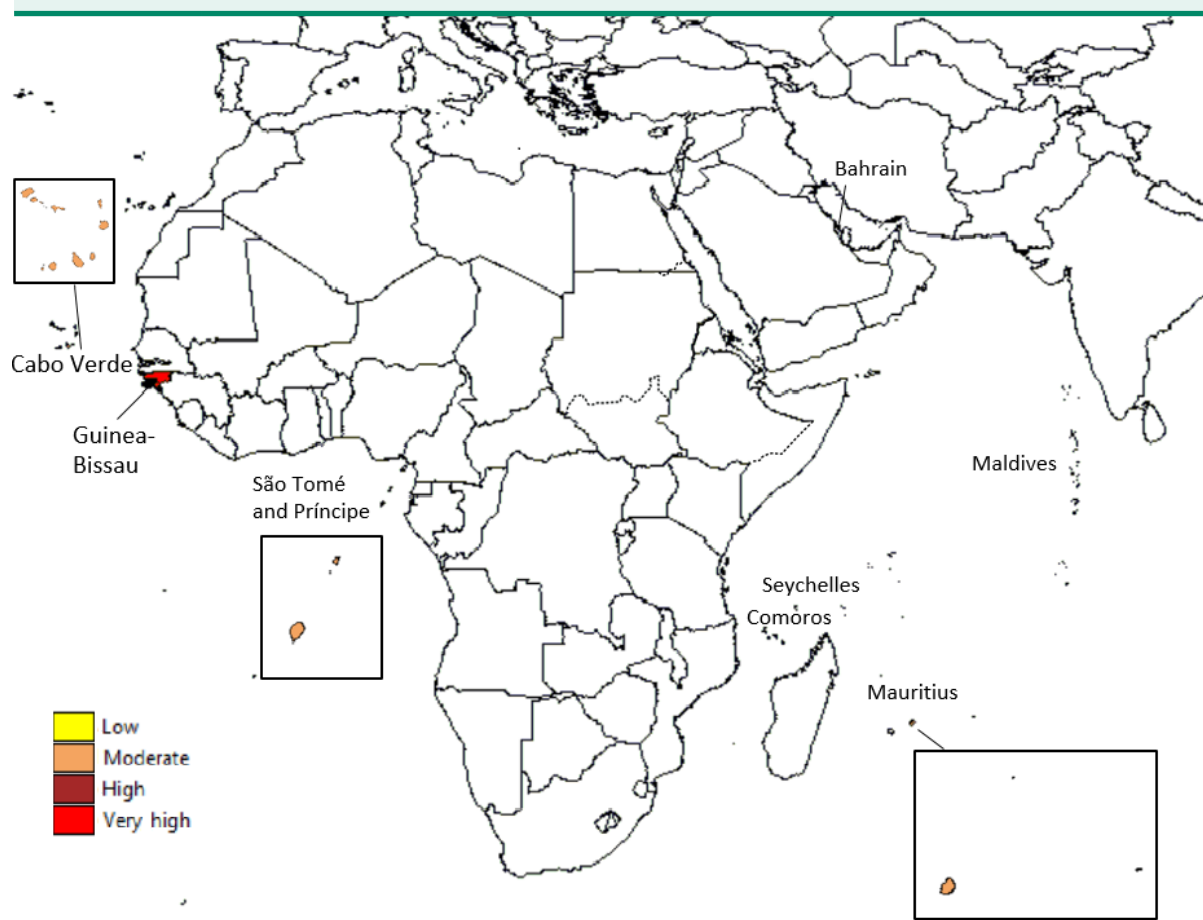 Bahrain
Cabo Verde
Guinea-
Bissau
São Tomé
and Príncipe
Maldives
Seychelles
Comoros
Mauritius
Low
Moderate
High
Very high